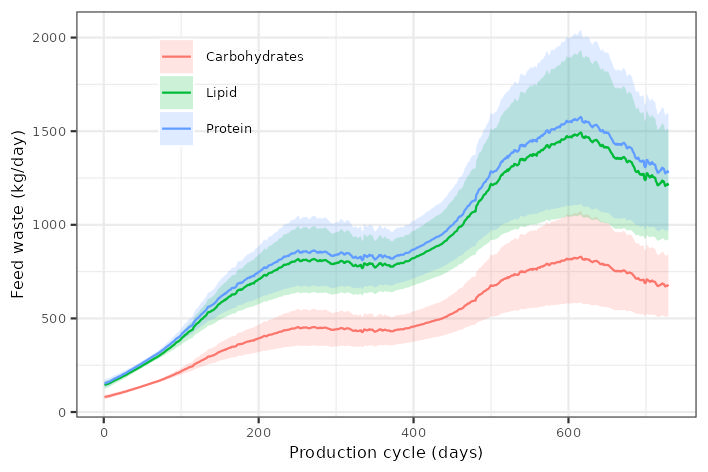 2000
1500
1000
500
0
Feed waste (kg/day)
Carbohydrates
Lipid
Protein
0 200 400 600
Production cycle (days)